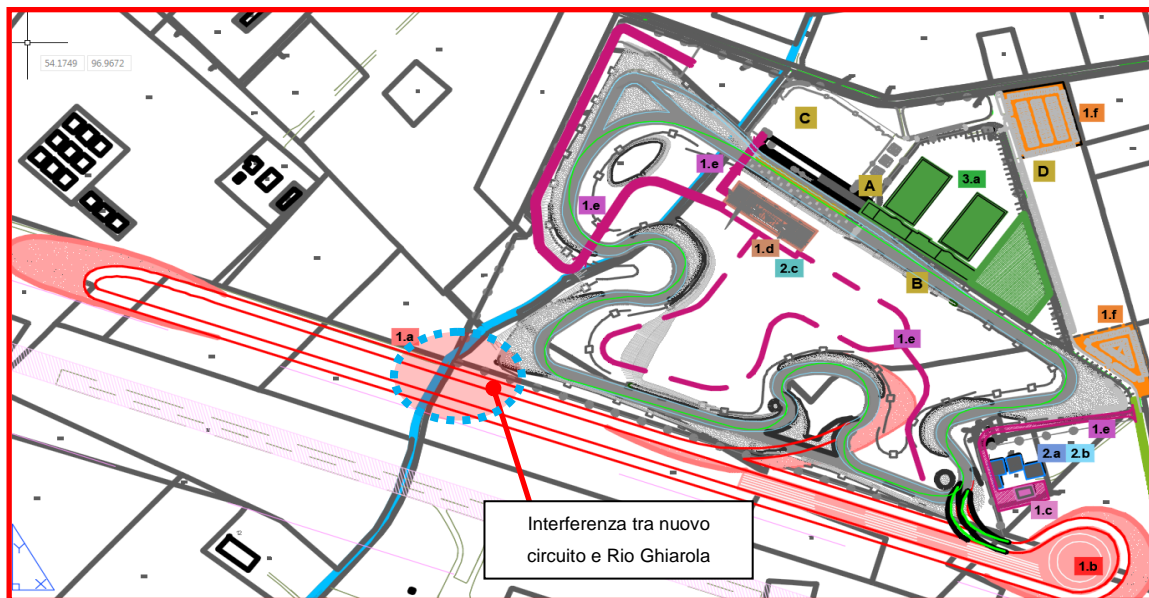 54.1749 96.9672
C
1.f
1.e
A
3.a
D
1.e
1.d
2.c
B
1.f
1.a
1.e
1.e
2.a 2.b
1.c
Interferenza tra nuovo
circuito e Rio Ghiarola
1.b
Y
X